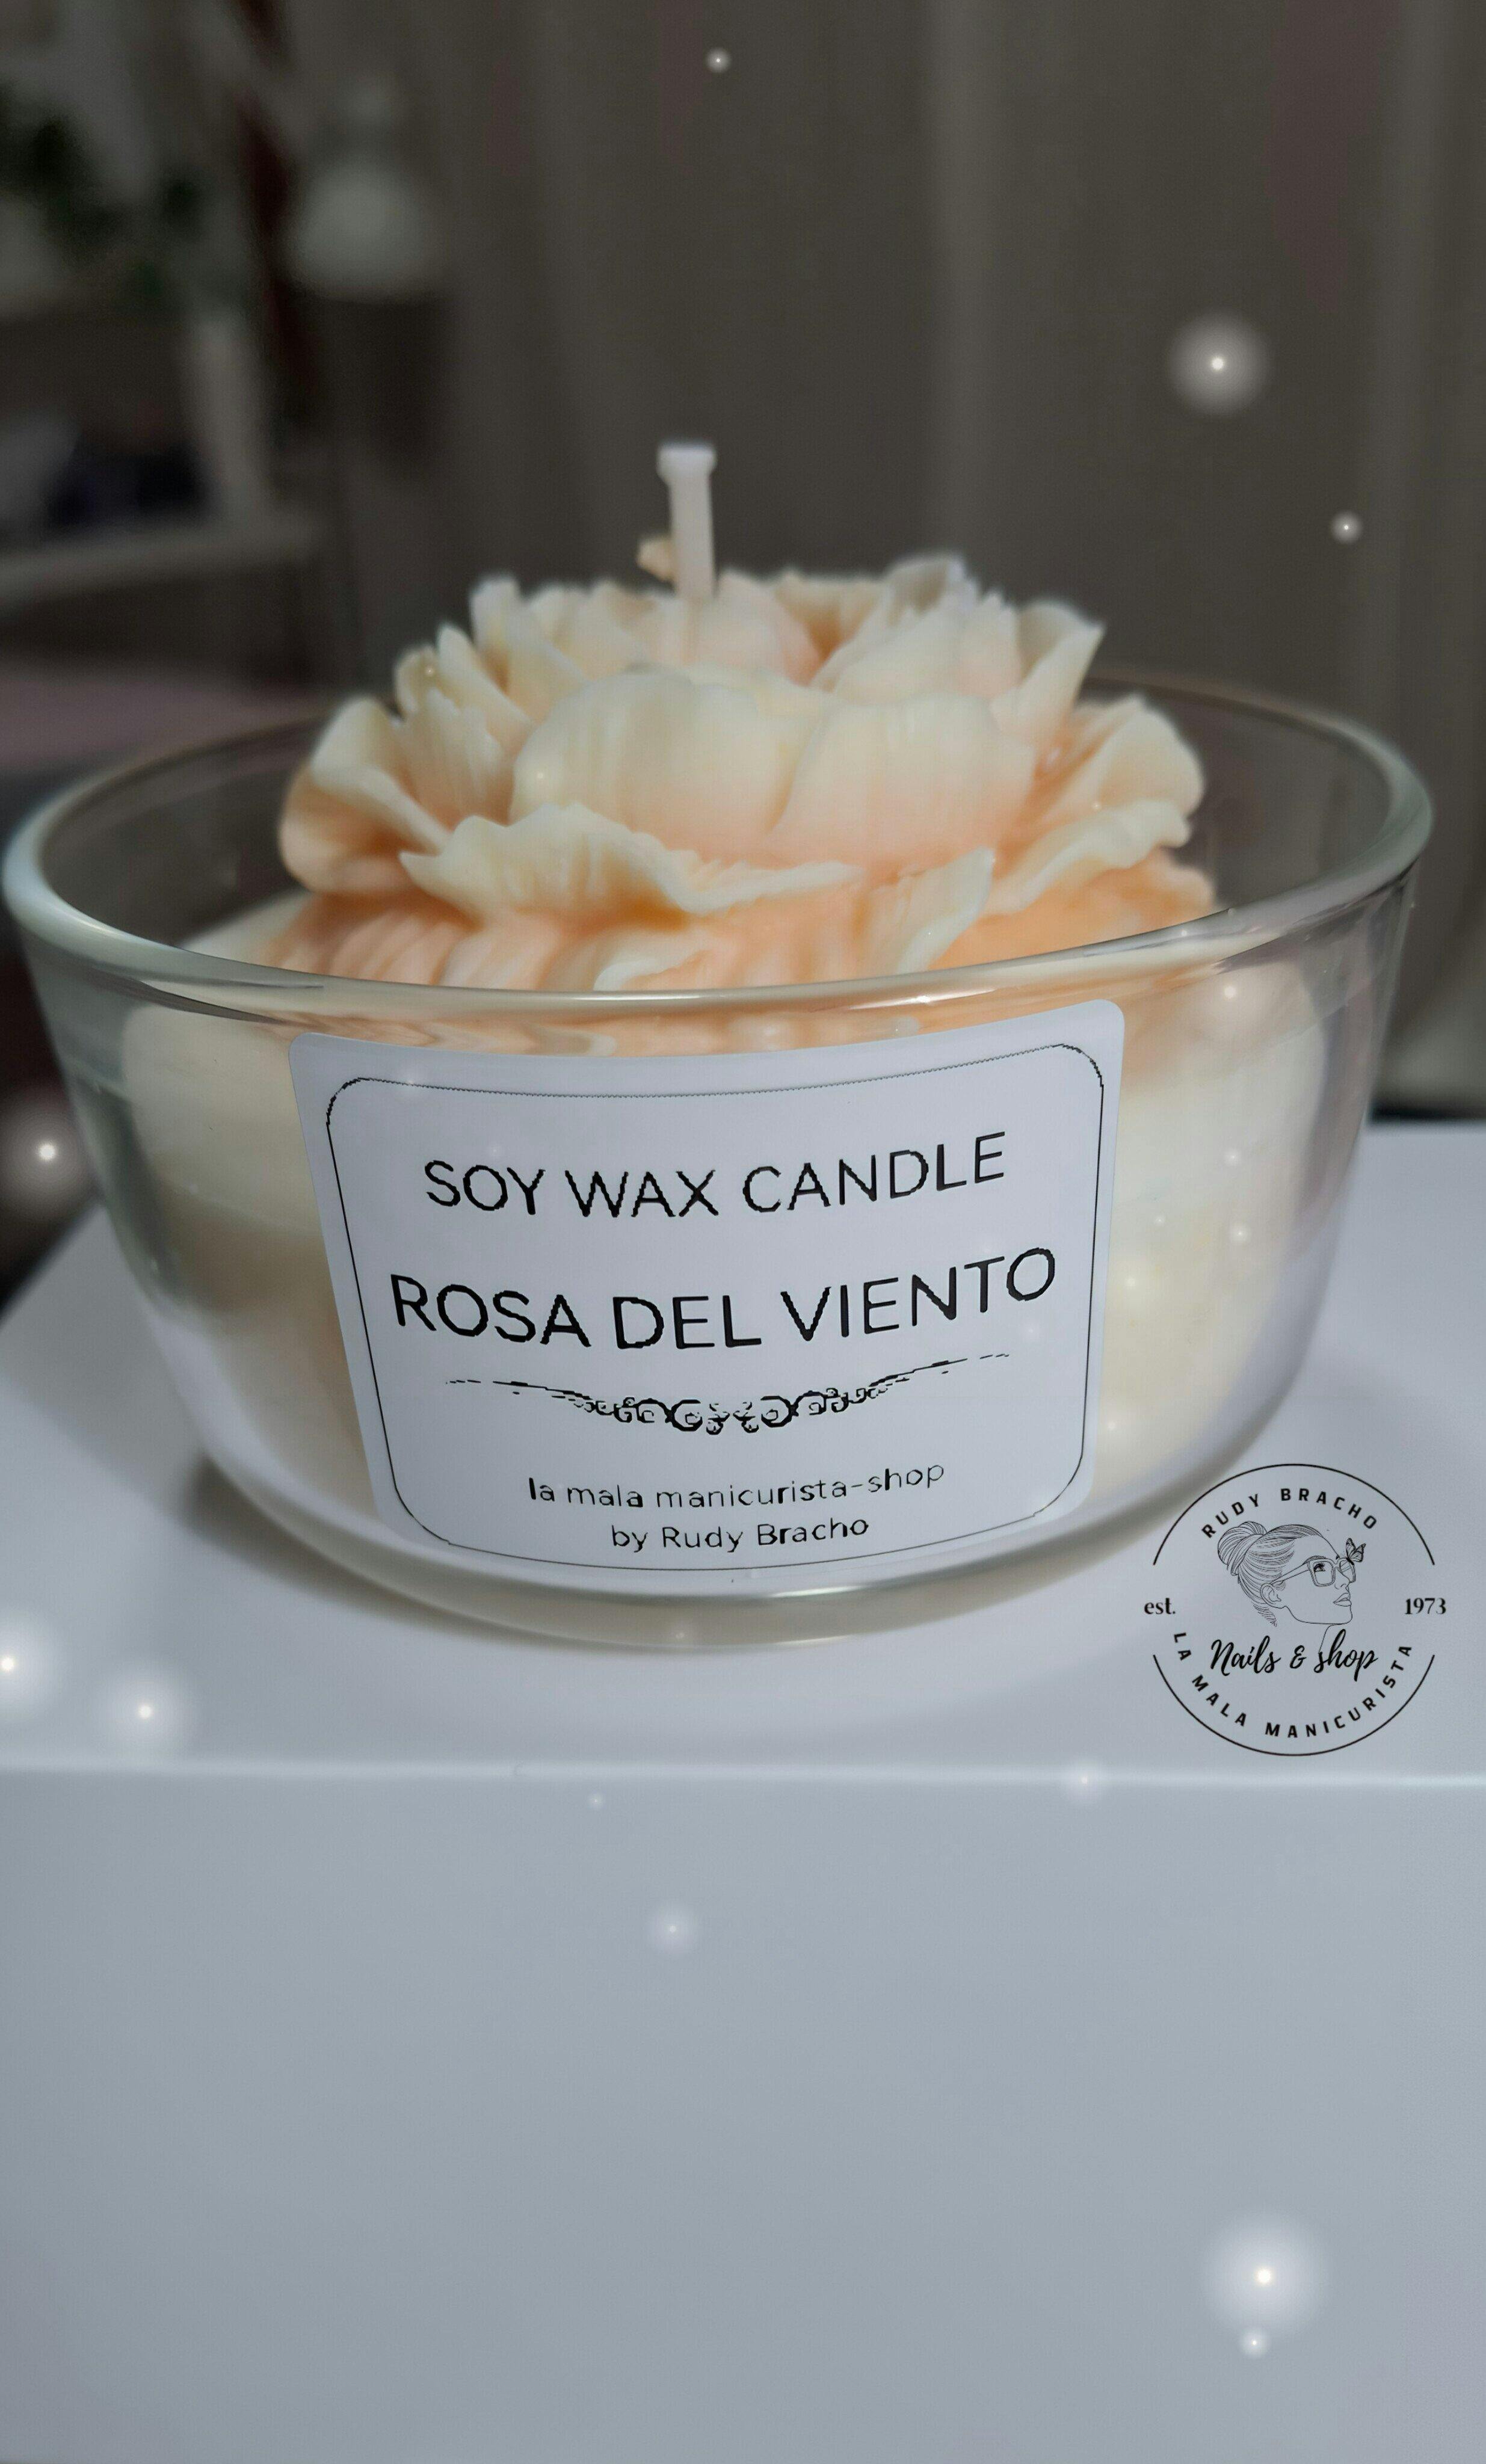 SOY WAX CANDLE
ROSA DEL VIENTO
la mala manicurista-shop
by Rudy Bracho
RUDY BRACHO
est. 1973
Nails & shop
LA MALA MANICURISTA